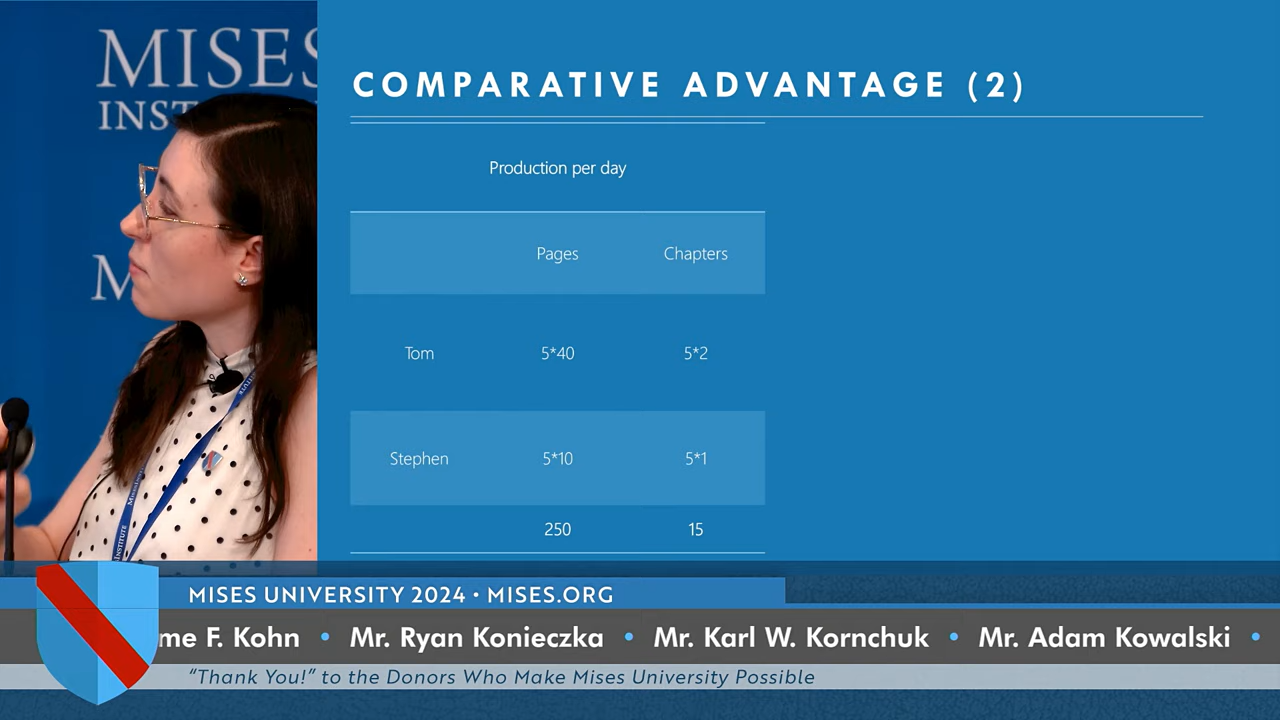 MISES
INST
M
COMPARATIVE ADVANTAGE (2)
Production per day
Pages Chapters
Tom 5*40 5*2
Stephen 5*10 5*1
250 15
MISES UNIVERSITY 2024 • MISES.ORG
me F. Kohn • Mr. Ryan Konieczka • Mr. Karl W. Kornchuk • Mr. Adam Kowalski •
“Thank You!” to the Donors Who Make Mises University Possible